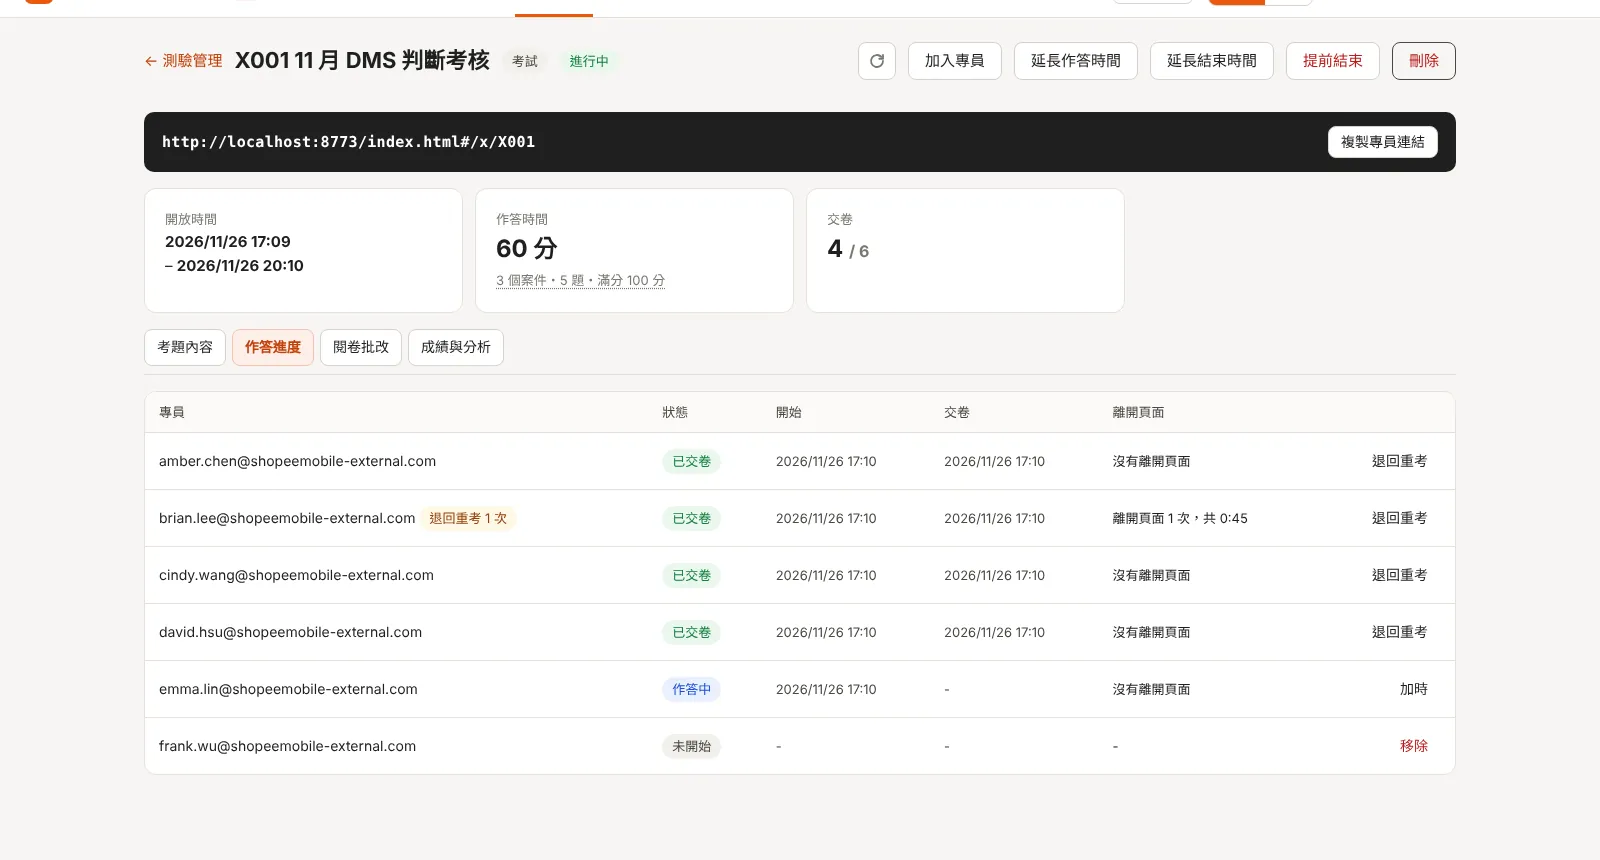 ← 測驗管理 X001 11 月 DMS 判斷考核 考試 進行中 加入專員 延長作答時間 延長結束時間 提前結束 刪除
http://localhost:8773/index.html#/x/X001 複製專員連結
開放時間
2026/11/26 17:09
– 2026/11/26 20:10
作答時間
60 分
3 個案件・5 題・滿分 100 分
交卷
4 / 6
考題內容 作答進度 閱卷批改 成績與分析
專員 狀態 開始 交卷 離開頁面
amber.chen@shopeemobile-external.com 已交卷 2026/11/26 17:10 2026/11/26 17:10 沒有離開頁面 退回重考
brian.lee@shopeemobile-external.com 退回重考 1 次 已交卷 2026/11/26 17:10 2026/11/26 17:10 離開頁面 1 次，共 0:45 退回重考
cindy.wang@shopeemobile-external.com 已交卷 2026/11/26 17:10 2026/11/26 17:10 沒有離開頁面 退回重考
david.hsu@shopeemobile-external.com 已交卷 2026/11/26 17:10 2026/11/26 17:10 沒有離開頁面 退回重考
emma.lin@shopeemobile-external.com 作答中 2026/11/26 17:10 - 沒有離開頁面 加時
frank.wu@shopeemobile-external.com 未開始 - - - 移除